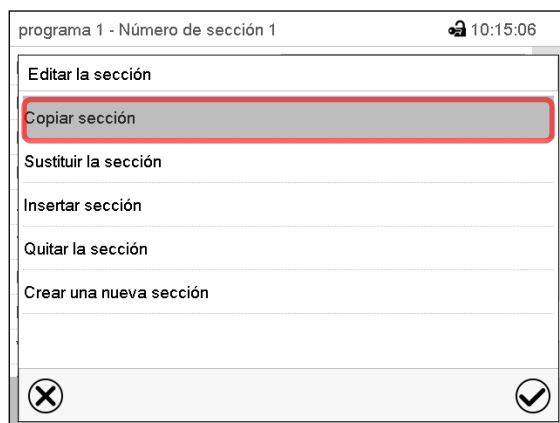 programa 1 - Número de sección 1 10:15:06
Editar la sección
Copiar sección
Sustituir la sección
Insertar sección
Quitar la sección
Crear una nueva sección